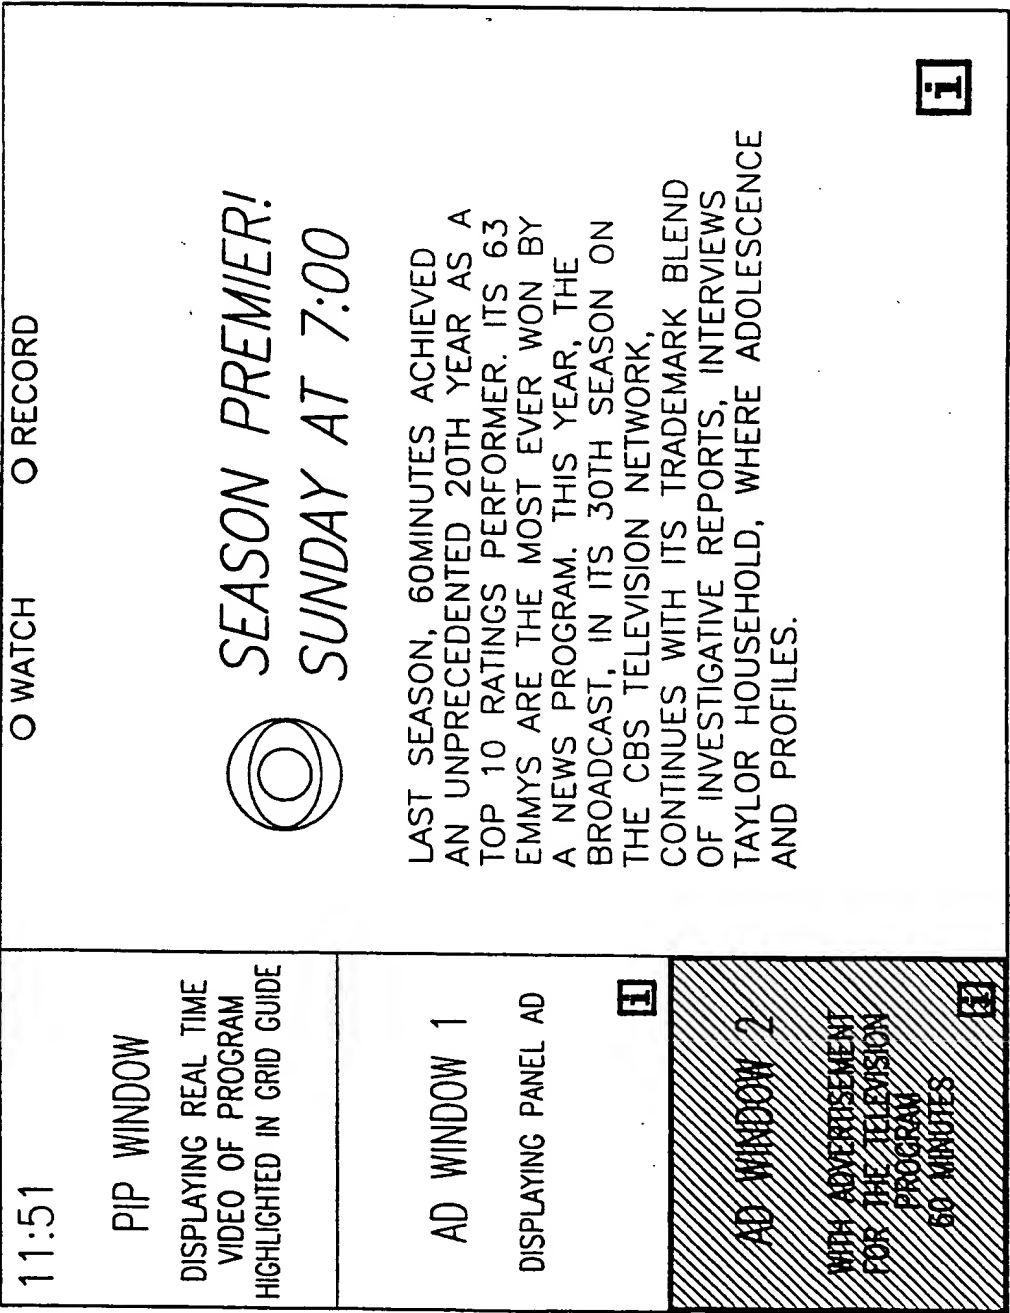 11:51
PIP WINDOW
DISPLAYING REAL TIME
VIDEO OF PROGRAM
HIGHLIGHTED IN GRID GUIDE
AD WINDOW 1
DISPLAYING PANEL AD
i
AD WINDOW 2
WITH ADVERTISEMENT
FOR THE TELEVISION
PROGRAM
60 MINUTES
i
WATCH
RECORD
SEASON PREMIER!
SUNDAY AT 7:00
LAST SEASON, 60MINUTES ACHIEVED
AN UNPRECEDENTED 20TH YEAR AS A
TOP 10 RATINGS PERFORMER. ITS 63
EMMYS ARE THE MOST EVER WON BY
A NEWS PROGRAM. THIS YEAR, THE
BROADCAST, IN ITS 30TH SEASON ON
THE CBS TELEVISION NETWORK,
CONTINUES WITH ITS TRADEMARK BLEND
OF INVESTIGATIVE REPORTS, INTERVIEWS
TAYLOR HOUSEHOLD, WHERE ADOLESCENCE
AND PROFILES.
i